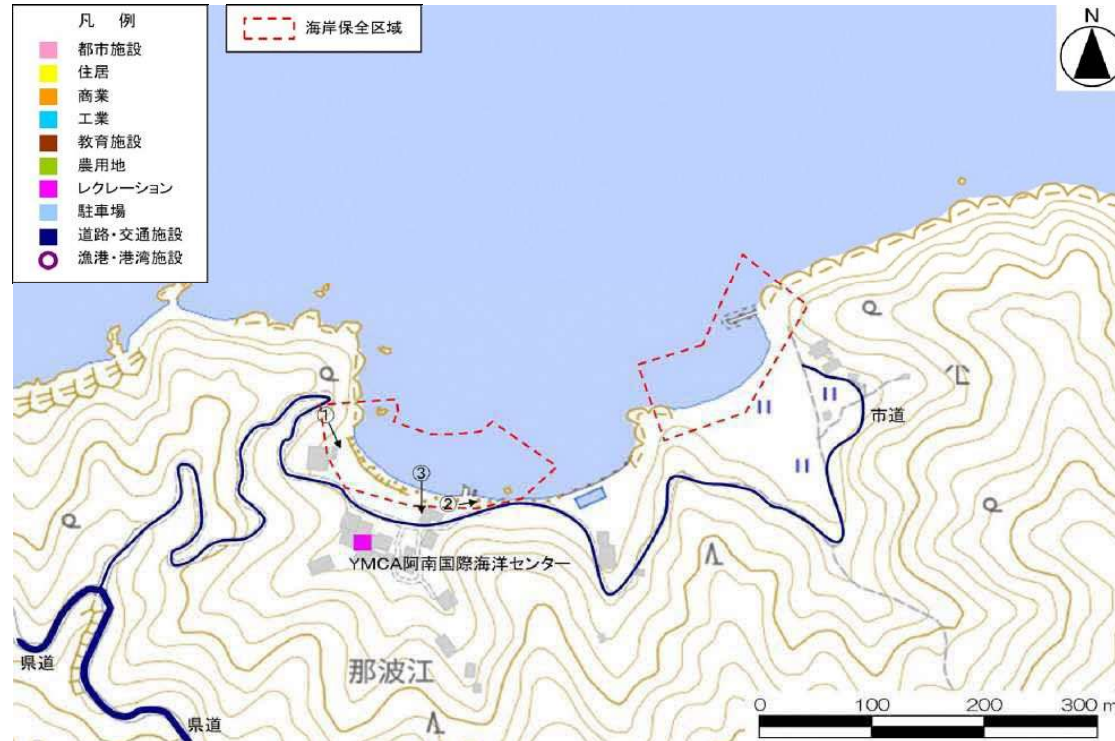 凡 例
都市施設
住居
商業
工業
教育施設
農用地
レクレーション
駐車場
道路・交通施設
漁港・港湾施設
海岸保全区域
N
①
③
②
市道
YMCA阿南国際海洋センター
那波江
県道
県道
0 100 200 300 m